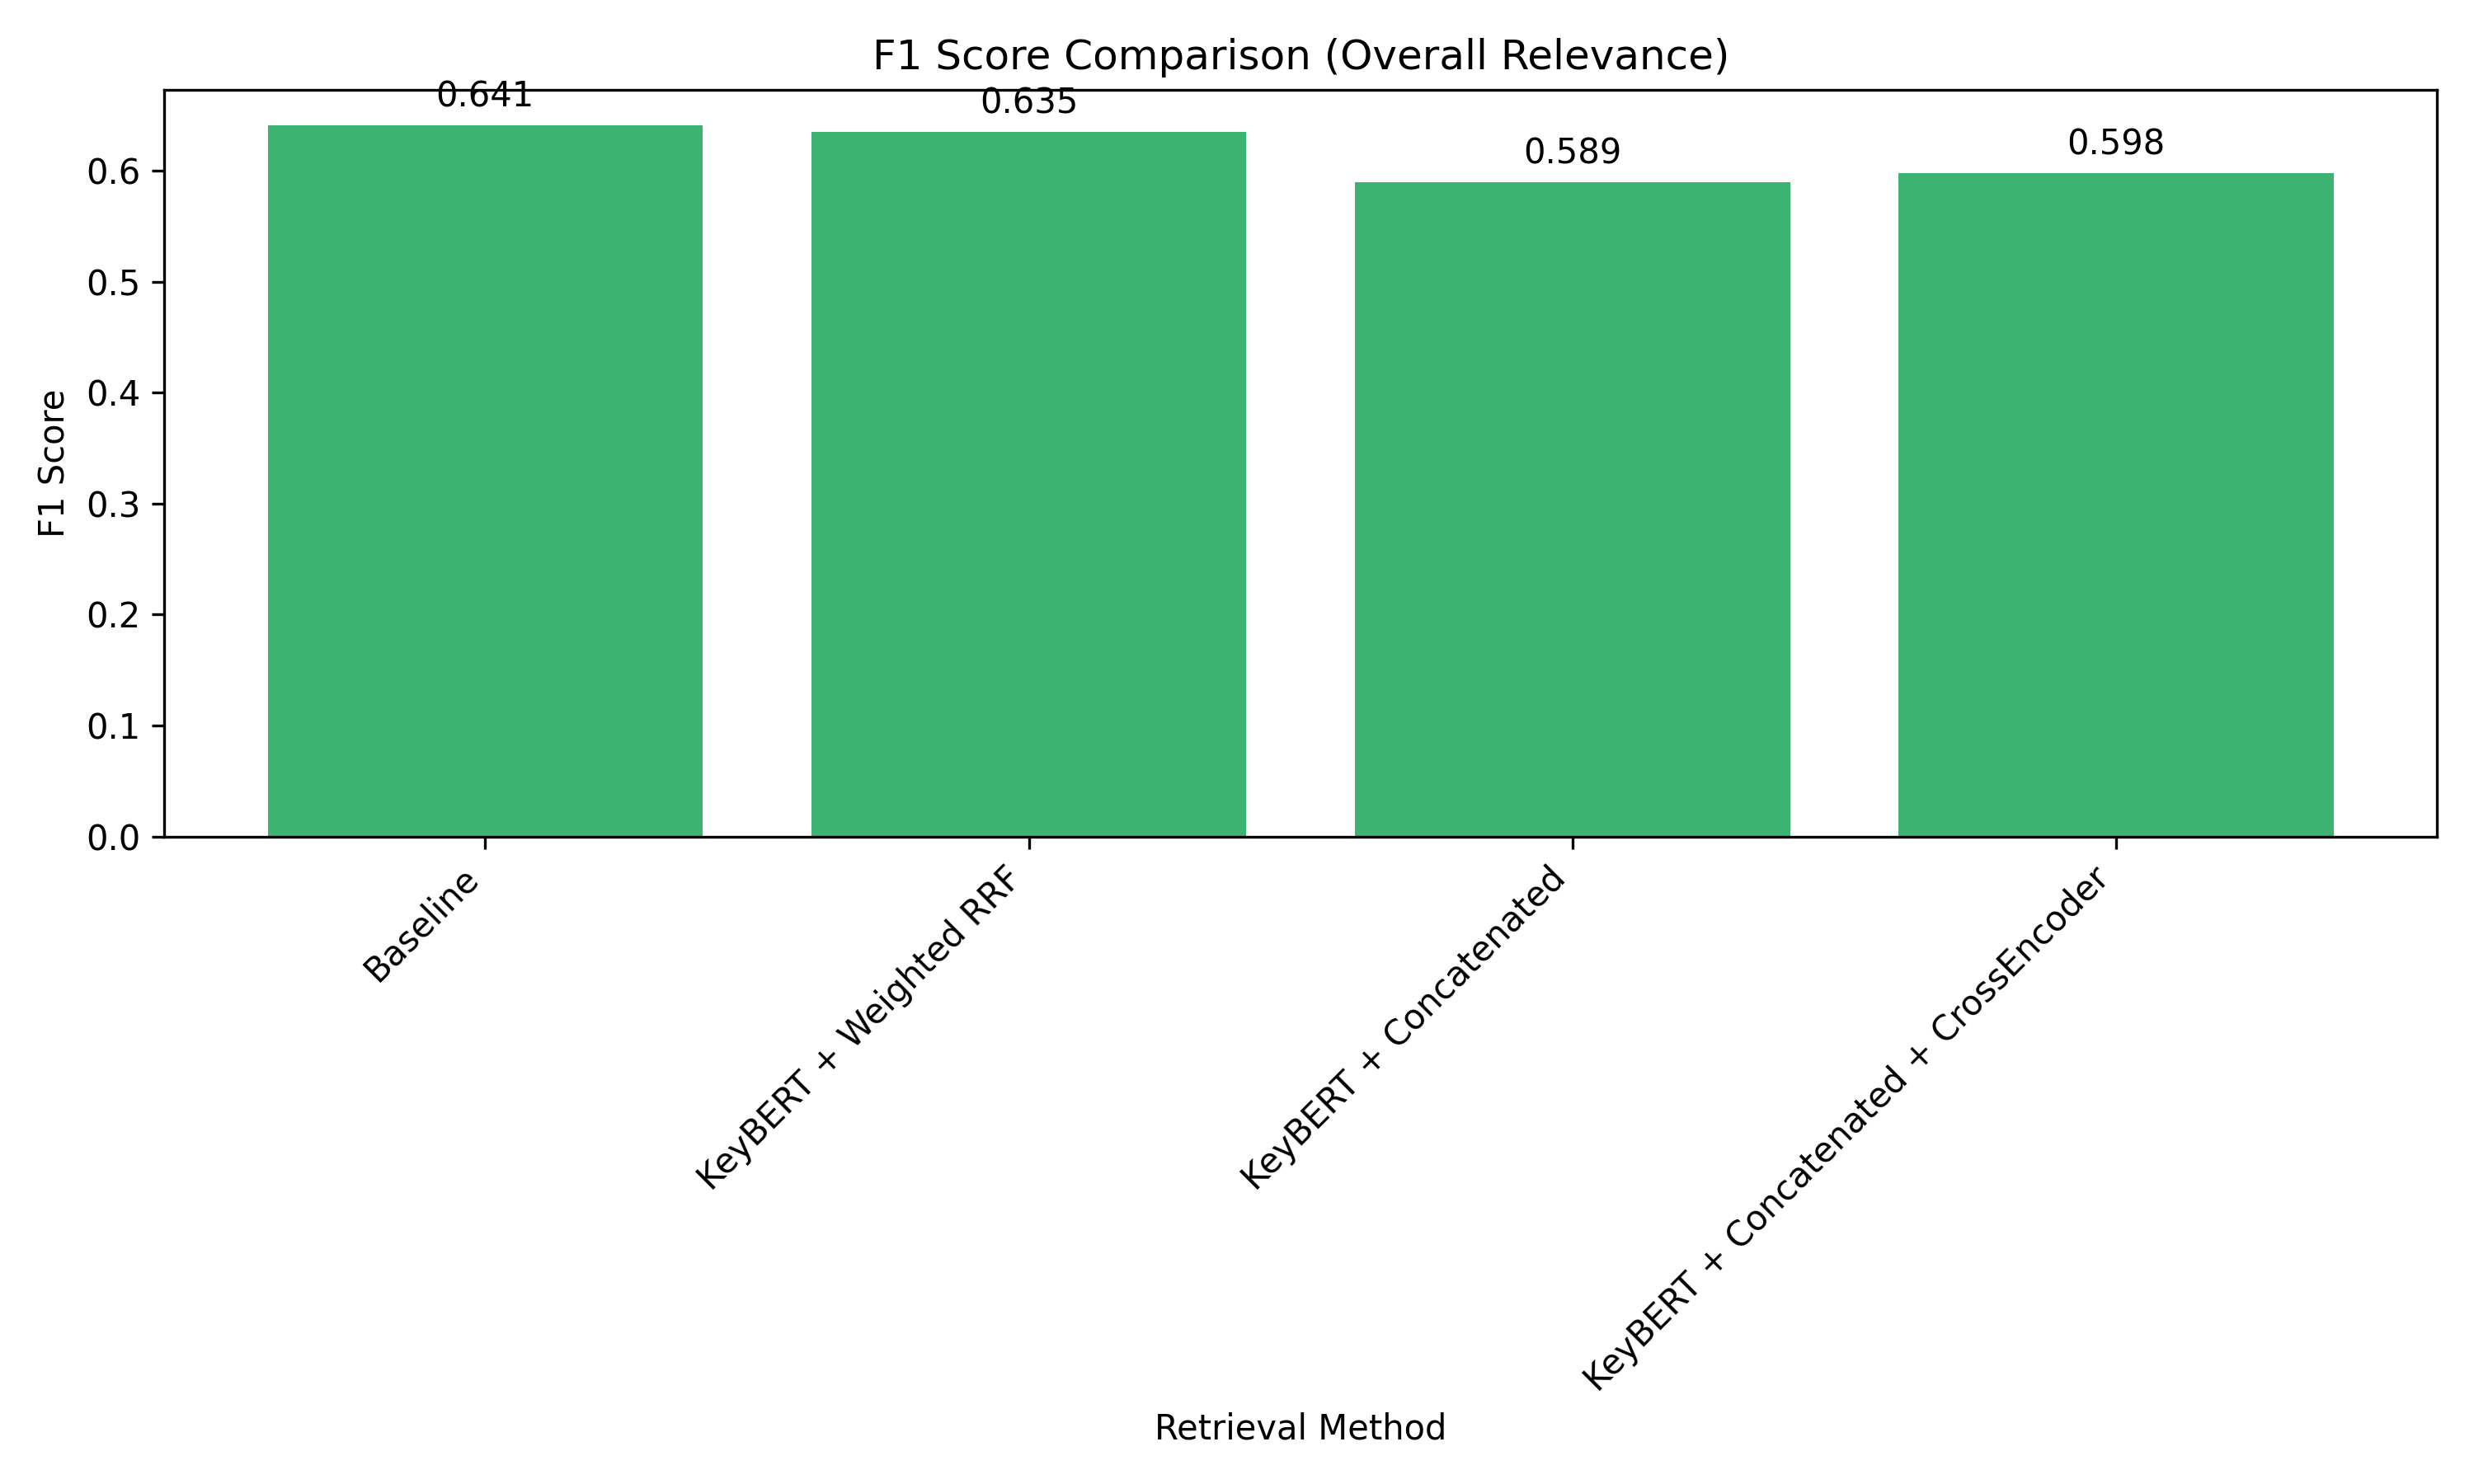 F1 Score Comparison (Overall Relevance)
0.641
0.635
0.589
0.598
F1 Score
0.6
0.5
0.4
0.3
0.2
0.1
0.0
Baseline
KeyBERT + Weighted RRF
KeyBERT + Concatenated
KeyBERT + Concatenated + CrossEncoder
Retrieval Method